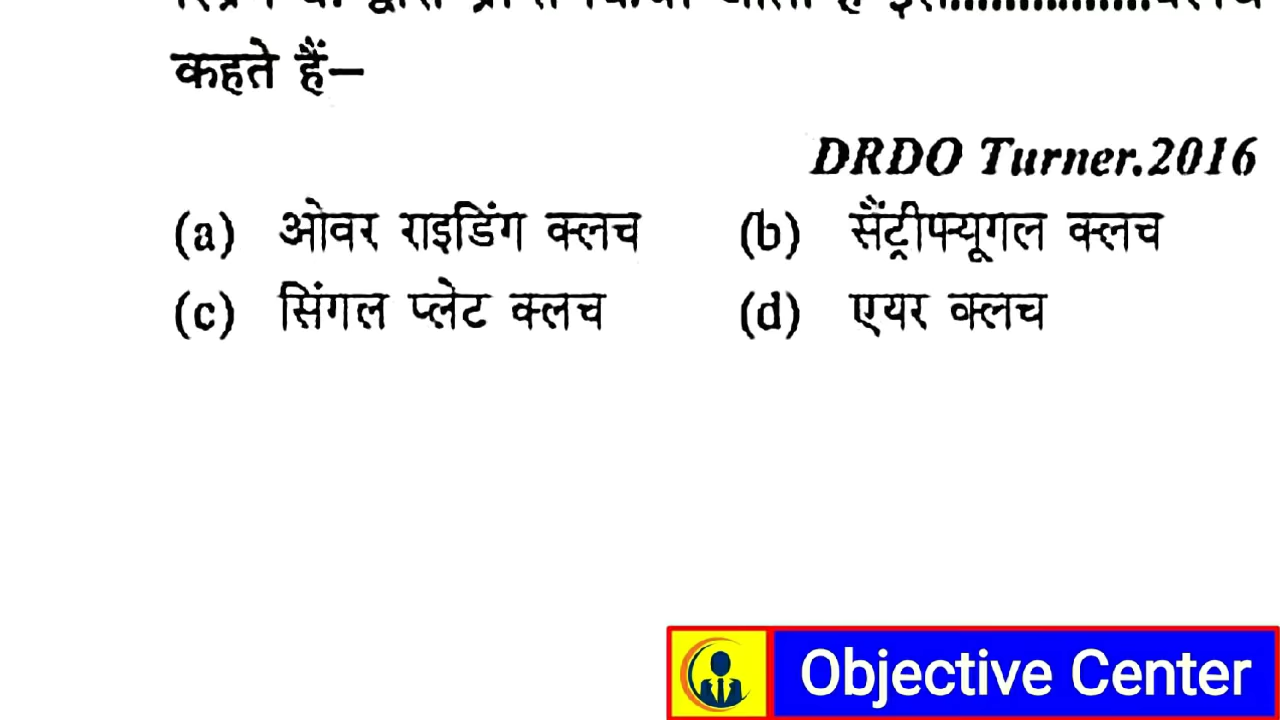 कहते हैं–
DRDO Turner.2016
(a) ओवर राइडिंग क्लच (b) सैंट्रीफ्यूगल क्लच
(c) सिंगल प्लेट क्लच (d) एयर क्लच
Objective Center